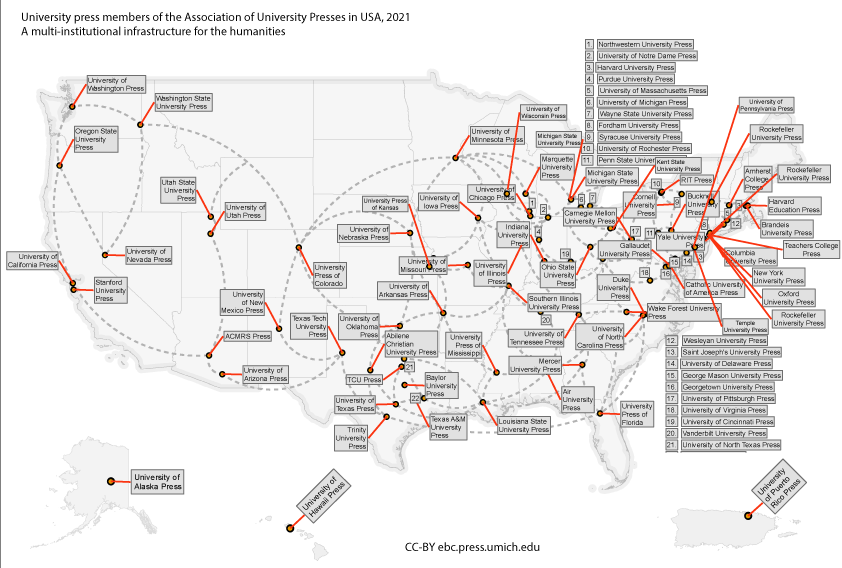 University press members of the Association of University Presses in USA, 2021
A multi-institutional infrastructure for the humanities
1. Northwestern University Press
2. University of Notre Dame Press
3. Harvard University Press
4. Purdue University Press
5. University of Massachusetts Press
6. University of Michigan Press
7. Wayne State University Press
8. Fordham University Press
9. Syracuse University Press
10. University of Rochester Press
11. Penn State Univer
University of
Washington Press
Washington State
University Press
Oregon State
University
Press
Utah State
University
Press
University of
Utah Press
University of
Nevada Press
University of
California Press
Stanford
University
Press
University
of New
Mexico Press
ACMRS Press
University of
Arizona Press
University
Press of
Colorado
Texas Tech
University
Press
University of
Oklahoma
Press
Abilene
Christian
University Press
TCU Press
21
Baylor
University
Press
22
University of
Texas Press
Trinity
University
Press
Texas A&M
University
Press
Louisiana State
University Press
University
Press of Kansas
University of
Nebraska Press
University of
Missouri Press
University of
Arkansas Press
University
Press of
Mississippi
University of
Minnesota Press
University of
Wisconsin Press
Michigan State
University Press
Marquette
University
Press
Michigan State
University Press
University of
Chicago Press
University of
Iowa Press
1
2
4
6
7
Indiana
University
Press
University
of Illinois
Press
Carnegie Mellon
University Press
19
Ohio State
University
Press
Southern Illinois
University Press
20
University of
Tennessee Press
Mercer
University Press
Air
University
Press
University
Press of
Florida
University
of North
Carolina Press
Duke
University
Press
Wake Forest University
Press
Kent State
University Press
10
RIT Press
Cornell
University
Press
9
Bucknell
University
Press
17
11
Gallaudet
University Press
Yale University
Press
18
16
15
14
13
12
Catholic University
of America Press
Columbia
University Press
Temple
University Press
University of
Pennsylvania Press
Rockefeller
University Press
Amherst
College
Press
Rockefeller
University Press
Harvard
Education Press
Brandeis
University Press
Teachers College
Press
New York
University Press
Oxford
University Press
Rockefeller
University Press
12. Wesleyan University Press
13. Saint Joseph's University Press
14. University of Delaware Press
15. George Mason University Press
16. Georgetown University Press
17. University of Pittsburgh Press
18. University of Virginia Press
19. University of Cincinnati Press
20. Vanderbilt University Press
21. University of North Texas Press
University of
Alaska Press
University of
Hawaii Press
University
of Puerto
Rico Press
CC-BY ebc.press.umich.edu